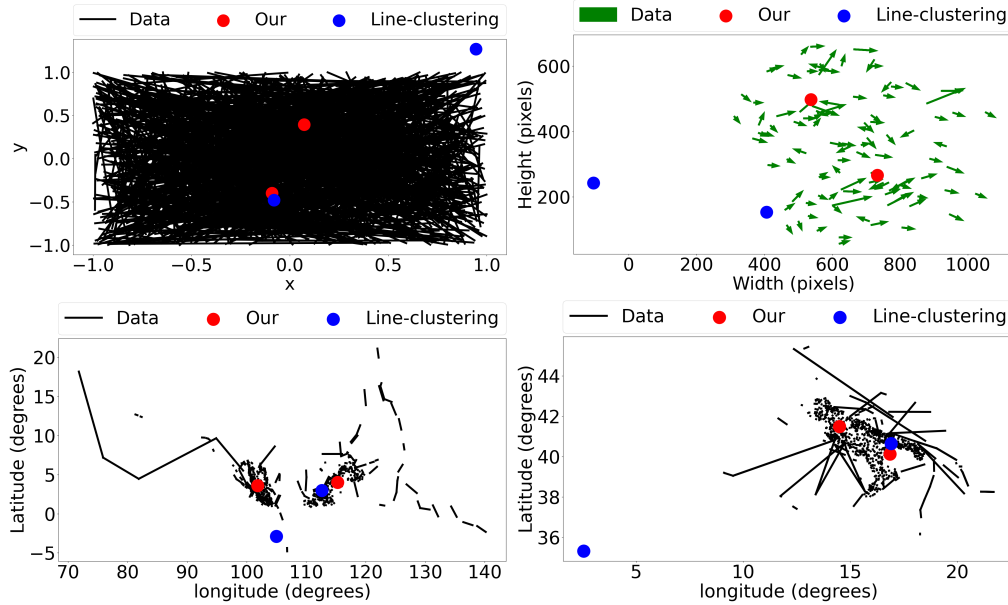 Data Our Line-clustering
1.0
0.5
0.0
−0.5
−1.0
y
−1.0 −0.5 0.0 0.5 1.0
x
Data Our Line-clustering
600
400
200
Height (pixels)
0 200 400 600 800 1000
Width (pixels)
Data Our Line-clustering
20
15
10
5
0
−5
Latitude (degrees)
70 80 90 100 110 120 130 140
longitude (degrees)
Data Our Line-clustering
44
42
40
38
36
Latitude (degrees)
5 10 15 20
longitude (degrees)